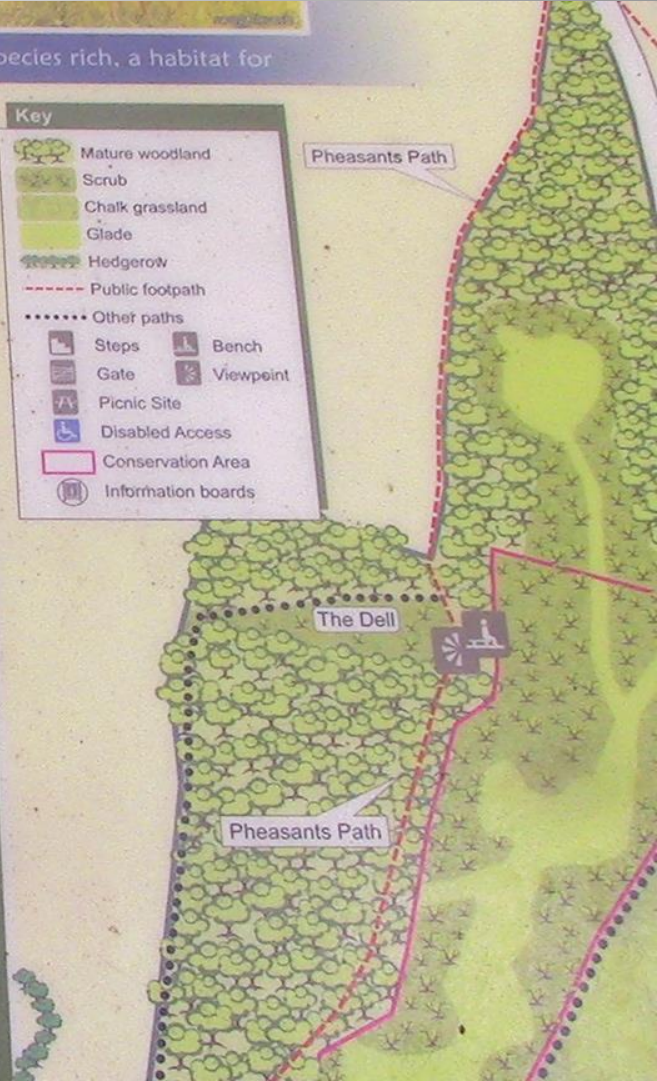 pecies rich, a habitat for
Key
Mature woodland
Scrub
Chalk grassland
Glade
Hedgerow
Public footpath
Other paths
Steps
Bench
Gate
Viewpoint
Picnic Site
Disabled Access
Conservation Area
Information boards
Pheasants Path
The Dell
Pheasants Path